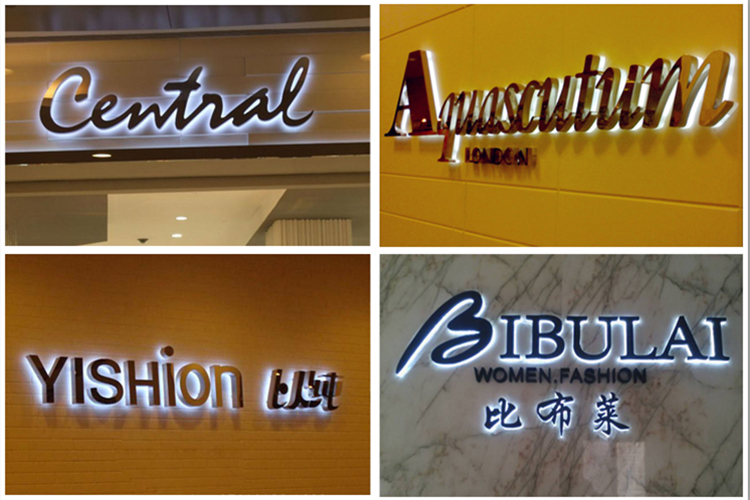 Central
Aquascutum
LONDON
YISHion 以纯
BIBULAI
WOMEN.FASHION
比布莱